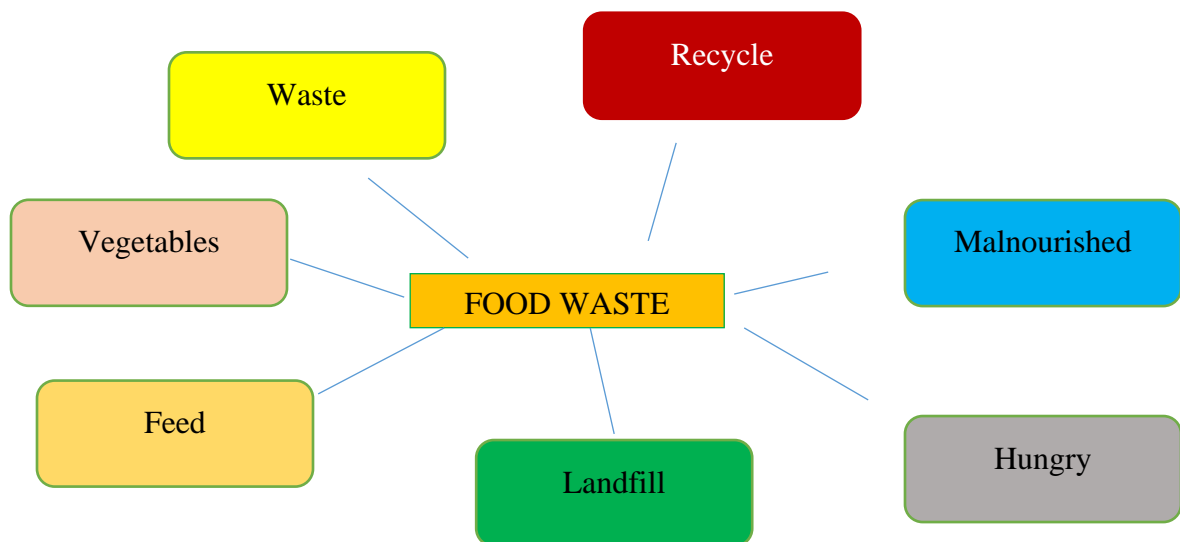 Recycle
Waste
Vegetables
Malnourished
FOOD WASTE
Feed
Hungry
Landfill